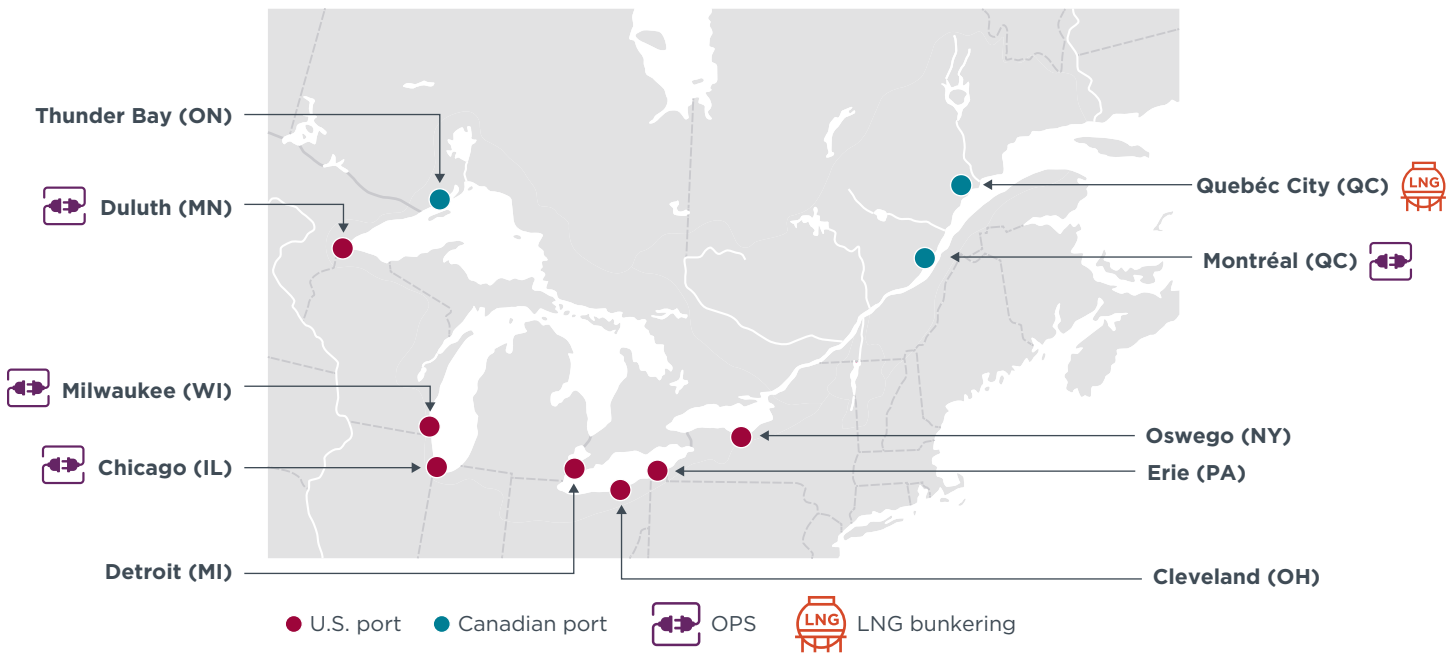 Thunder Bay (ON)
Duluth (MN)
Milwaukee (WI)
Chicago (IL)
Detroit (MI)
Quebéc City (QC)
LNG
Montréal (QC)
Oswego (NY)
Erie (PA)
Cleveland (OH)
U.S. port
Canadian port
OPS
LNG
LNG bunkering